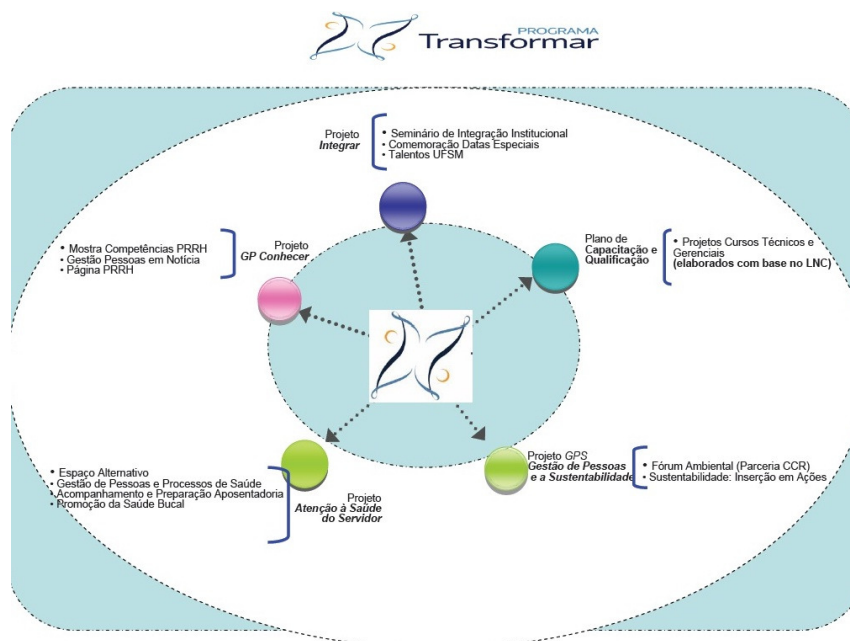 PROGRAMA
Transformar
Projeto
Integrar
• Seminário de Integração Institucional
• Comemoração Datas Especiais
• Talentos UFSM
Projeto
GP Conhecer
• Mostra Competências PRRH
• Gestão Pessoas em Notícia
• Página PRRH
Plano de
Capacitação e
Qualificação
• Projetos Cursos Técnicos e
Gerenciais
(elaborados com base no LNC)
• Espaço Alternativo
• Gestão de Pessoas e Processos de Saúde
• Acompanhamento e Preparação Aposentadoria
• Promoção da Saúde Bucal
Projeto
Atenção à Saúde
do Servidor
Projeto GPS
Gestão de Pessoas
e a Sustentabilidade
• Fórum Ambiental (Parceria CCR)
• Sustentabilidade: Inserção em Ações